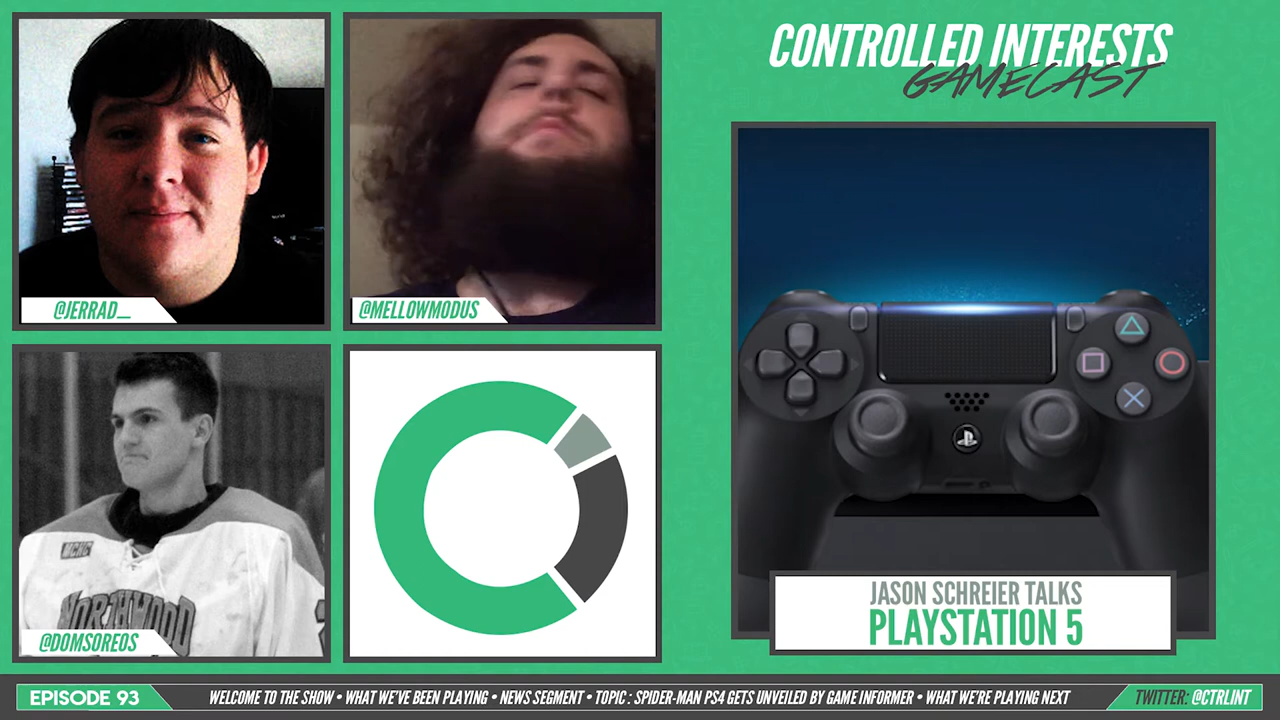 CONTROLLED INTERESTS
GAMECAST
@JERRAD_
@MELLOWMODUS
MCHC
NORTHWOOD
@DOMSOREOS
JASON SCHREIER TALKS
PLAYSTATION 5
EPISODE 93
WELCOME TO THE SHOW • WHAT WE'VE BEEN PLAYING • NEWS SEGMENT • TOPIC : SPIDER-MAN PS4 GETS UNVEILED BY GAME INFORMER • WHAT WE'RE PLAYING NEXT
TWITTER: @CTRLINT